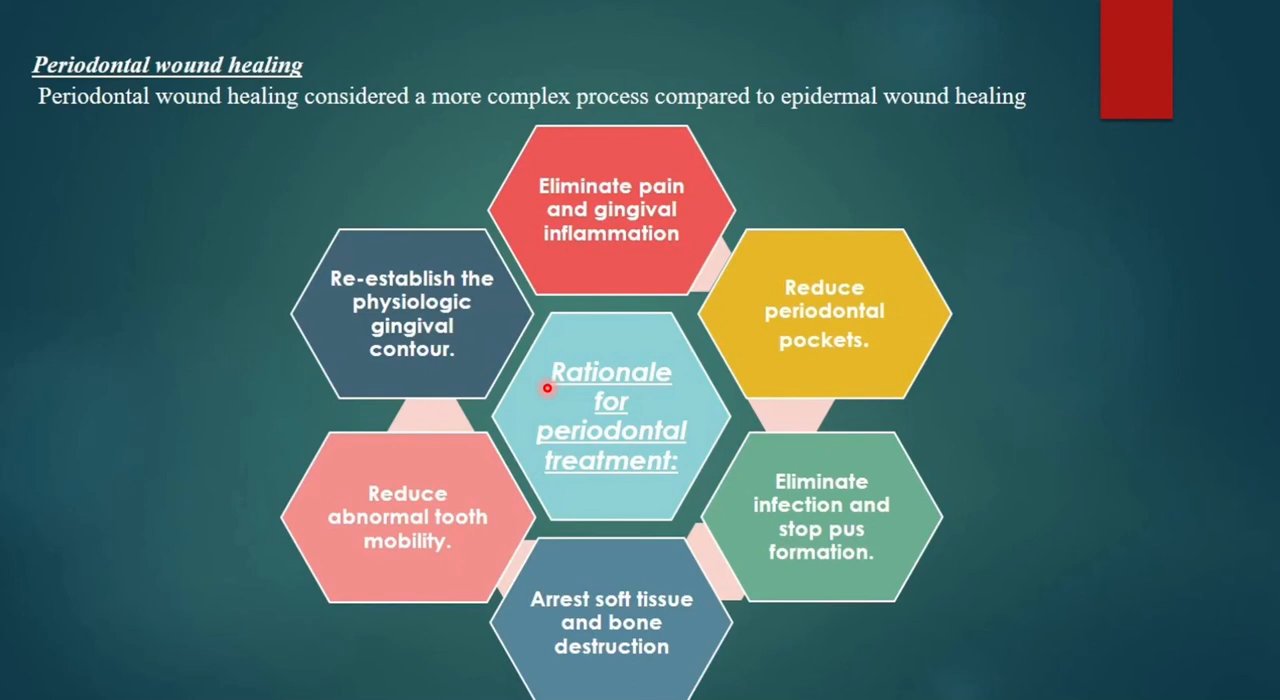 Periodontal wound healing
Periodontal wound healing considered a more complex process compared to epidermal wound healing
Eliminate pain
and gingival
inflammation
Reduce
periodontal
pockets.
Eliminate
infection and
stop pus
formation.
Arrest soft tissue
and bone
destruction
Reduce
abnormal tooth
mobility.
Re-establish the
physiologic
gingival
contour.
Rationale
for
periodontal
treatment: